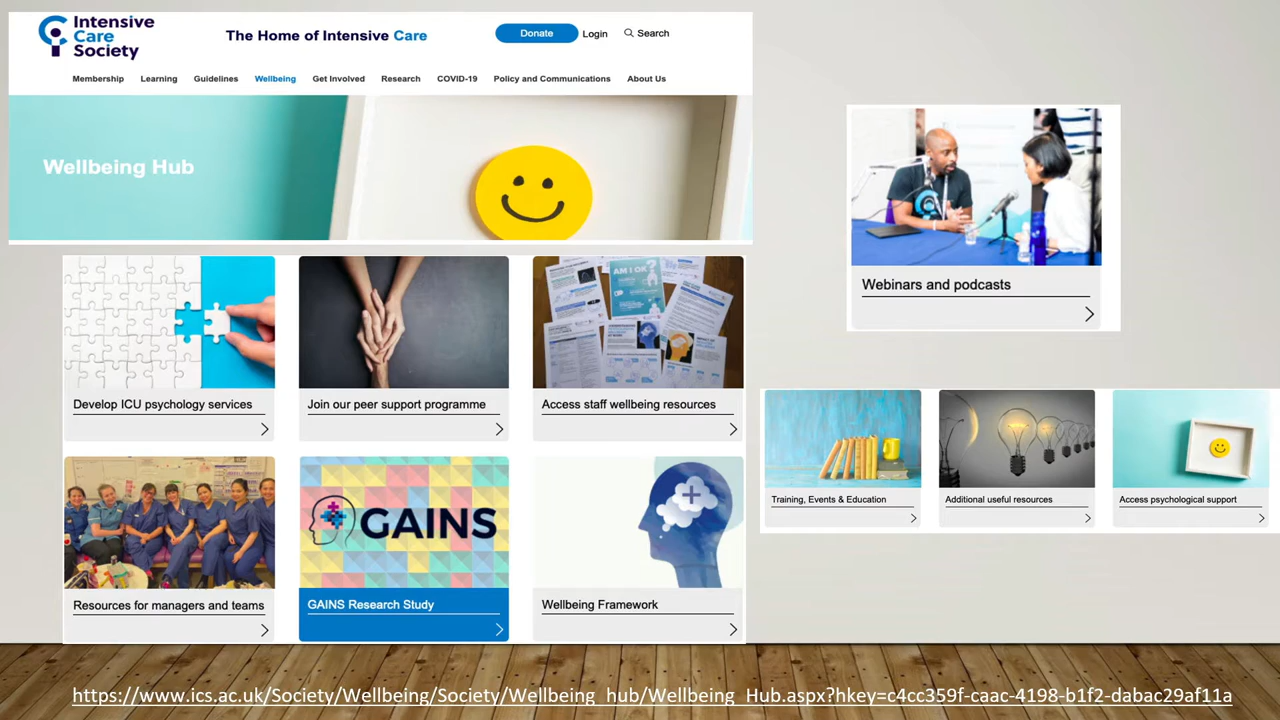 Intensive
Care
Society
The Home of Intensive Care
Donate
Login
Search
Membership
Learning
Guidelines
Wellbeing
Get Involved
Research
COVID-19
Policy and Communications
About Us
Wellbeing Hub
Develop ICU psychology services
Join our peer support programme
AM I OK?
Access staff wellbeing resources
Resources for managers and teams
GAINS
GAINS Research Study
Wellbeing Framework
Webinars and podcasts
Training, Events & Education
Additional useful resources
Access psychological support
https://www.ics.ac.uk/Society/Wellbeing/Society/Wellbeing_hub/Wellbeing_Hub.aspx?hkey=c4cc359f-caac-4198-b1f2-dabac29af11a